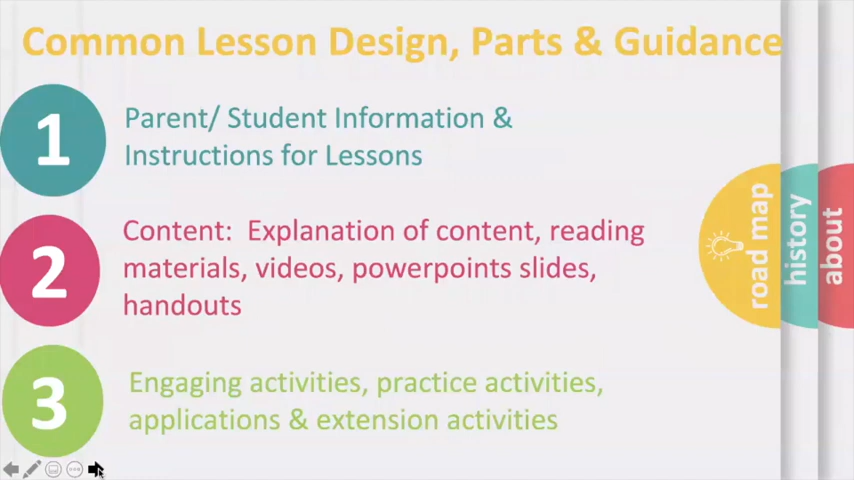 Common Lesson Design, Parts & Guidance
1
Parent/ Student Information &
Instructions for Lessons
2
Content:  Explanation of content, reading
materials, videos, powerpoints slides,
handouts
3
Engaging activities, practice activities,
applications & extension activities
road map
history
about